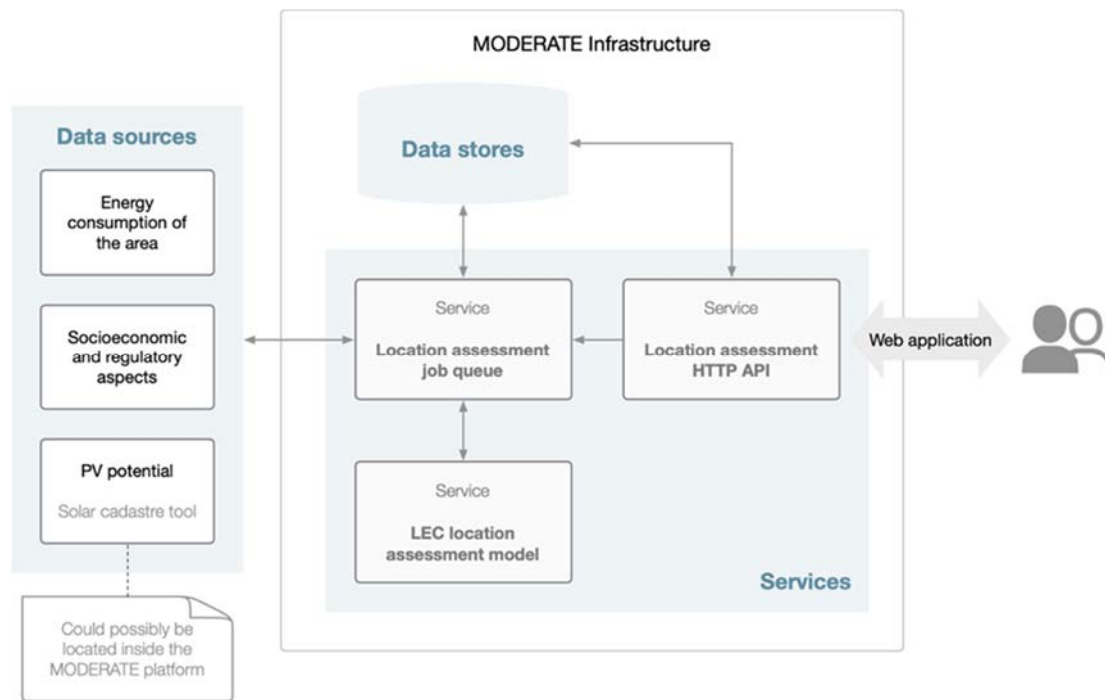 MODERATE Infrastructure
Data sources
Energy
consumption of
the area
Socioeconomic
and regulatory
aspects
PV potential
Solar cadastre tool
Could possibly be
located inside the
MODERATE platform
Data stores
Service
Location assessment
job queue
Service
Location assessment
HTTP API
Service
LEC location
assessment model
Services
Web application